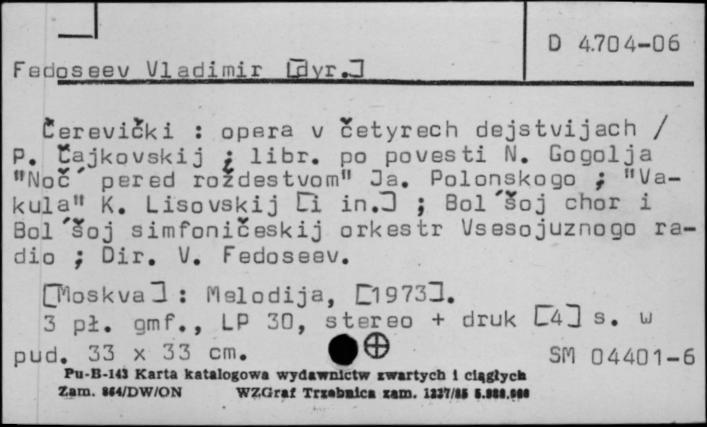 D 4704-06
Fedoseev Vladimir [dyr.]
Čerevički : opera v četyrech dejstvijach /
P. Čajkovskij ; libr. po povesti N. Gogolja
"Noč´ pered roždestvom" Ja. Polonskogo ; "Va-
kula" K. Lisovskij [i in.] ; Bol´šoj chor i
Bol´šoj simfoničeskij orkestr Vsesojuznogo ra-
dio ; Dir. V. Fedoseev.
[Moskva] : Melodija, [1973].
3 pł. gmf., LP 30, stereo + druk [4] s. w
pud. 33 x 33 cm.
SM 04401-6
Pu-B-143 Karta katalogowa wydawnictw zwartych i ciągłych
Zam. 864/DW/ON WZGraf Trzebnica zam. 1337/85